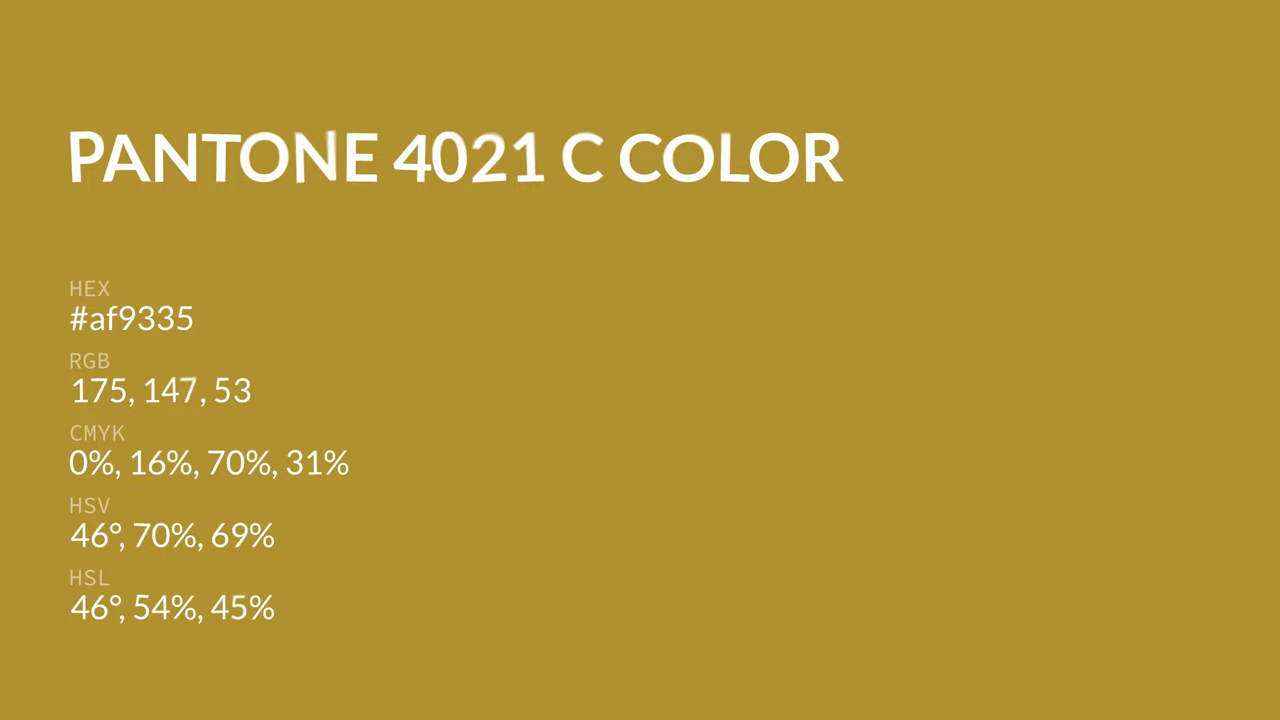 PANTONE 4021 C COLOR
HEX
#af9335
RGB
175, 147, 53
CMYK
0%, 16%, 70%, 31%
HSV
46°, 70%, 69%
HSL
46°, 54%, 45%